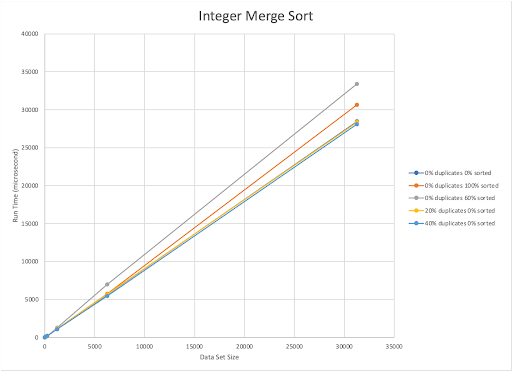 Integer Merge Sort
40000
35000
30000
25000
20000
15000
10000
5000
0
Run Time (microsecond)
0 5000 10000 15000 20000 25000 30000 35000
Data Set Size
0% duplicates 0% sorted
0% duplicates 100% sorted
0% duplicates 60% sorted
20% duplicates 0% sorted
40% duplicates 0% sorted